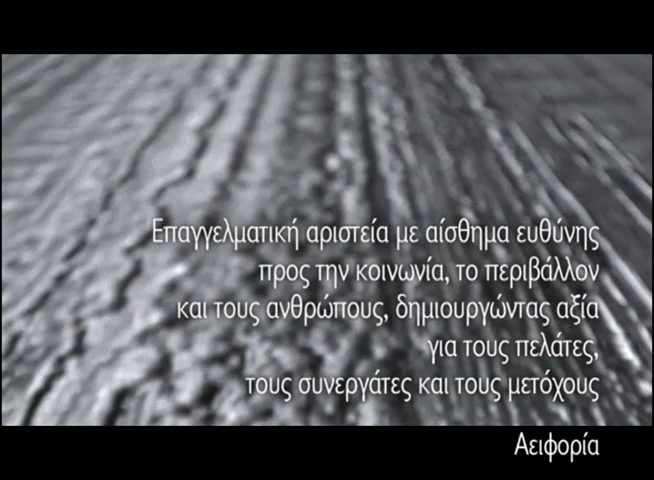 Επαγγελματική αριστεία με αίσθημα ευθύνης
προς την κοινωνία, το περιβάλλον
και τους ανθρώπους, δημιουργώντας αξία
για τους πελάτες,
τους συνεργάτες και τους μετόχους
Αειφορία